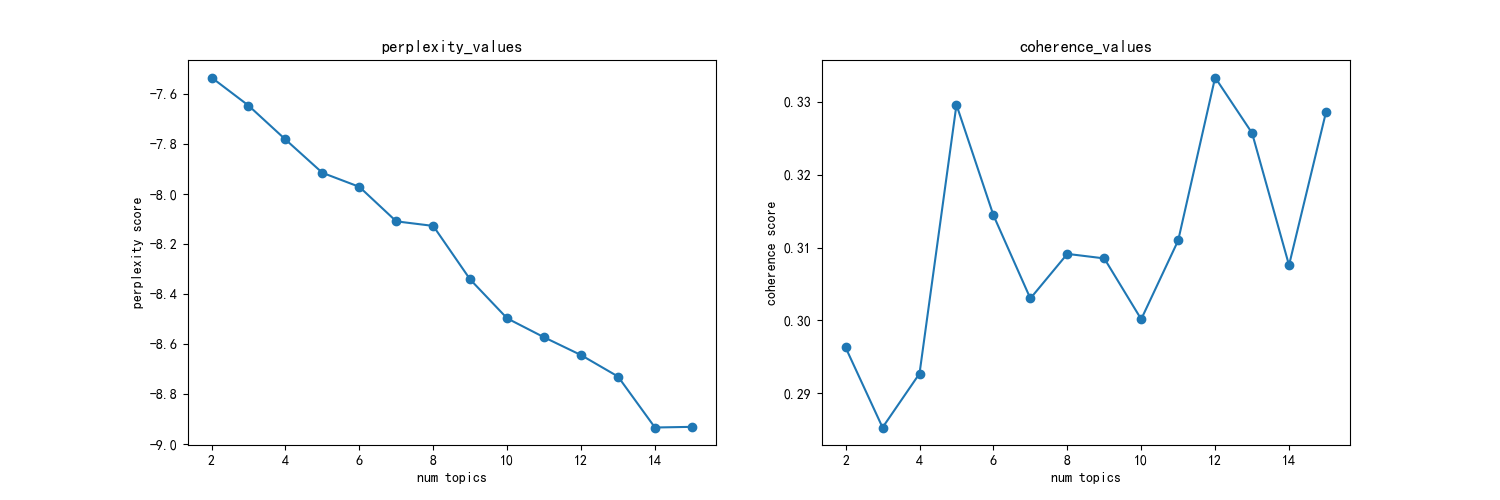 perplexity_values
perplexity score
-7.6
-7.8
-8.0
-8.2
-8.4
-8.6
-8.8
-9.0
2 4 6 8 10 12 14
num topics
coherence_values
coherence score
0.33
0.32
0.31
0.30
0.29
2 4 6 8 10 12 14
num topics